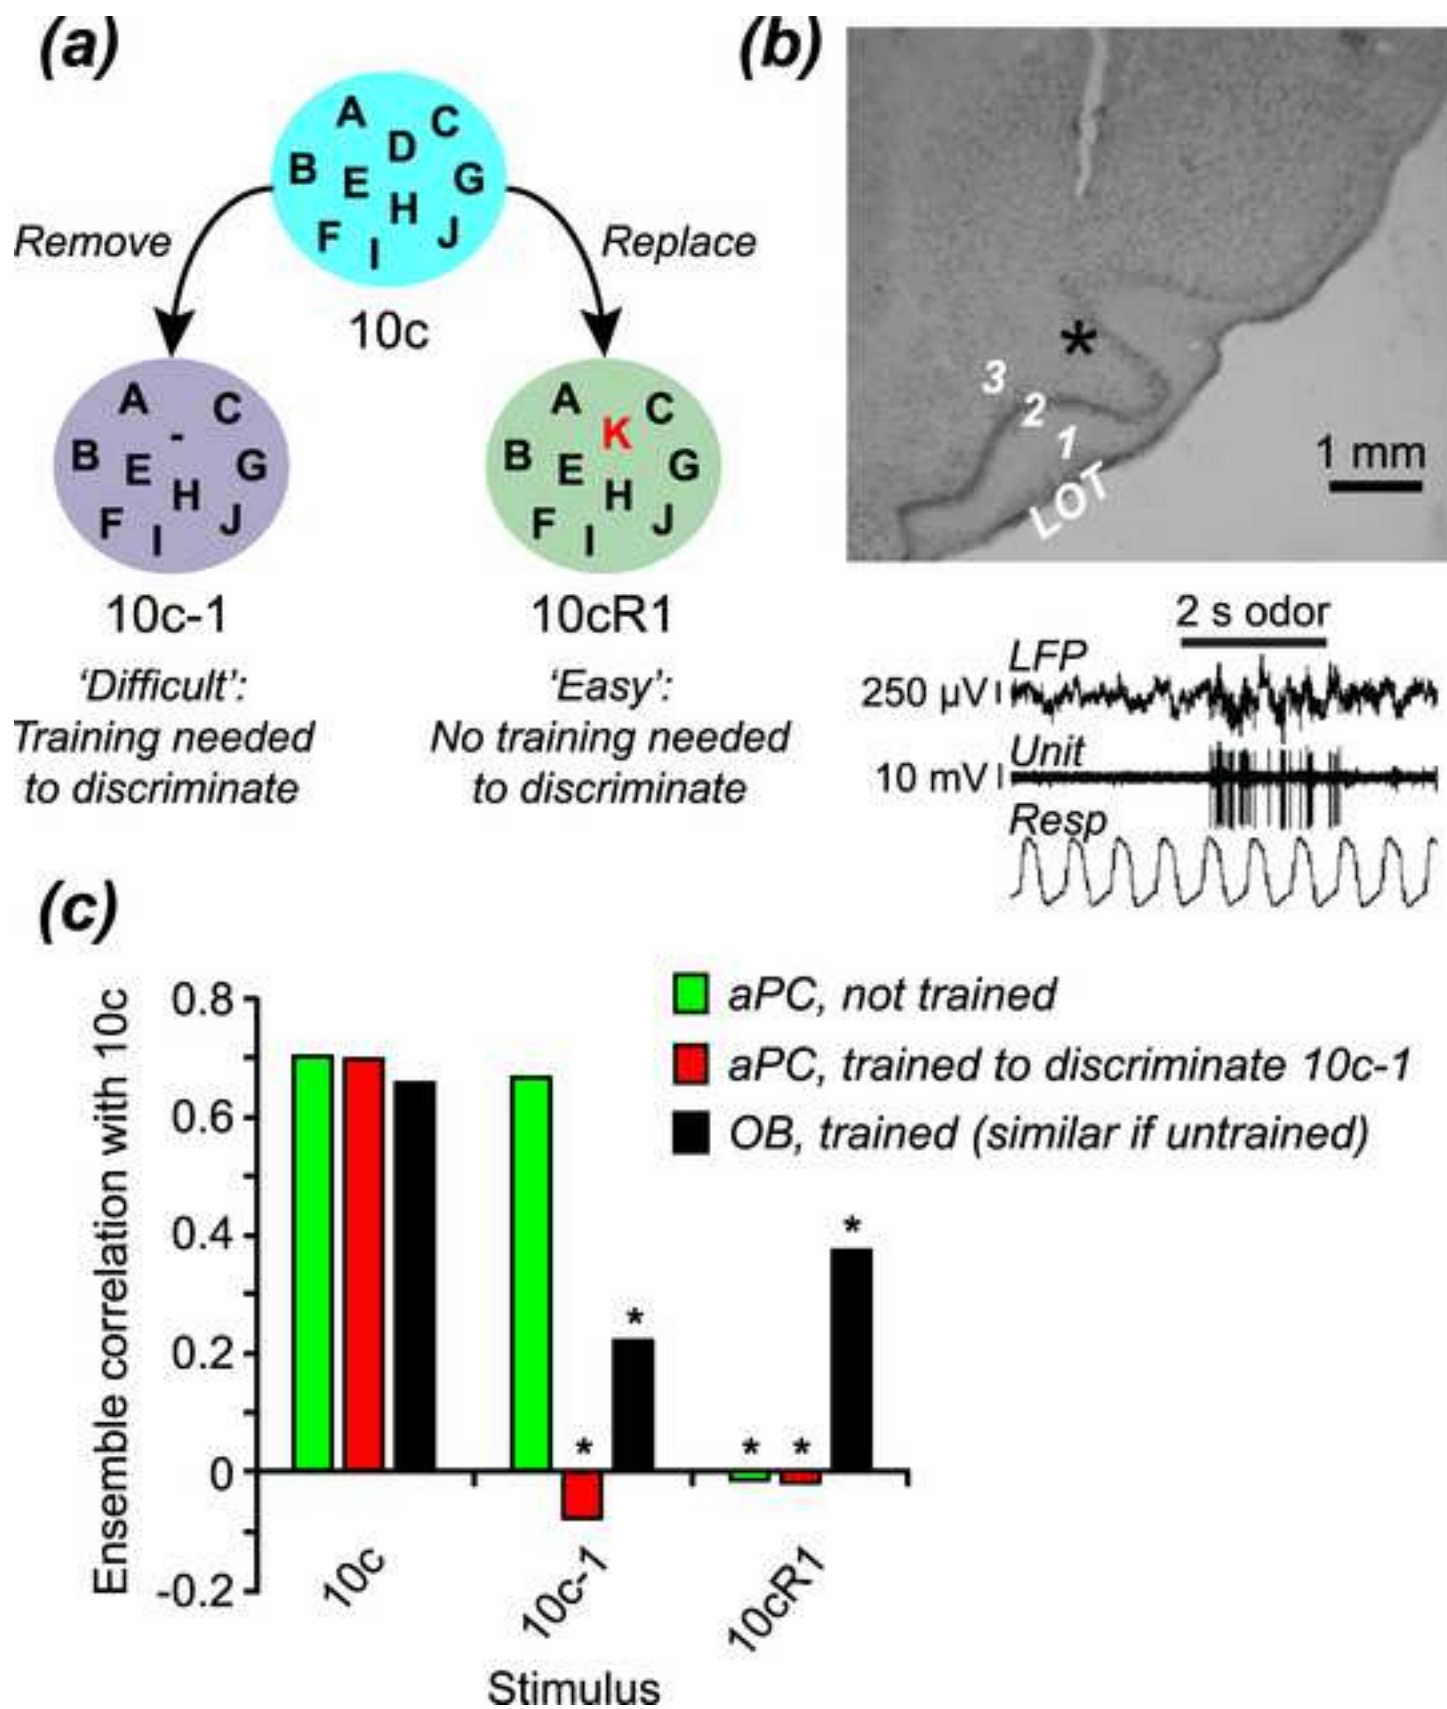 (a)
A
C
D
B
E
G
H
F
I
J
Remove
Replace
10c
A
C
-
B
E
G
H
F
I
J
10c-1
'Difficult':
Training needed
to discriminate
A
K
C
B
E
G
H
F
I
J
10cR1
'Easy':
No training needed
to discriminate
(b)
*
3
2
1
LOT
1 mm
2 s odor
LFP
250 µV
Unit
10 mV
Resp
(c)
Ensemble correlation with 10c
0.8
0.6
0.4
0.2
0
-0.2
aPC, not trained
aPC, trained to discriminate 10c-1
OB, trained (similar if untrained)
*
*
*
*
*
10c
10c-1
10cR1
Stimulus